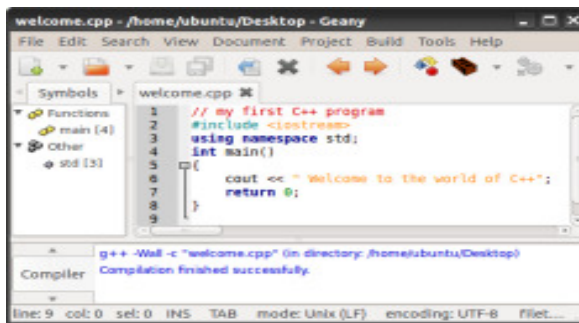 welcome.cpp - /home/ubuntu/Desktop - Geany
File Edit Search View Document Project Build Tools Help
Symbols
welcome.cpp
Functions
main [4]
Other
std [3]
1 // my first C++ program
2 #include <iostream>
3 using namespace std;
4 int main()
5 {
6 cout << " Welcome to the world of C++";
7 return 0;
8 }
9
Compiler
g++ -Wall -c "welcome.cpp" (in directory: /home/ubuntu/Desktop)
Compilation finished successfully.
line: 9 col: 0 sel: 0 INS TAB mode: Unix (LF) encoding: UTF-8 filet...